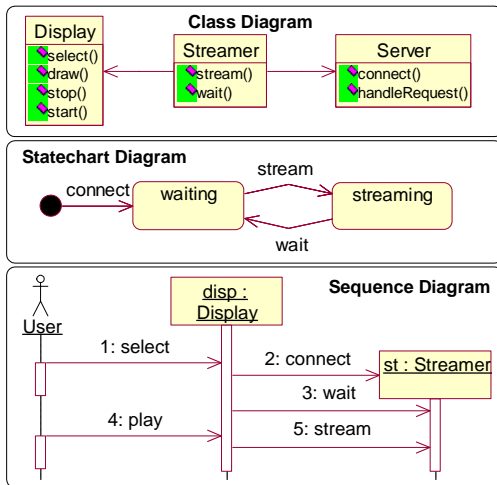 Class Diagram
Display
select()
draw()
stop()
start()
Streamer
stream()
wait()
Server
connect()
handleRequest()
Statechart Diagram
connect
waiting
stream
streaming
wait
Sequence Diagram
User
disp :
Display
1: select
2: connect
st : Streamer
3: wait
4: play
5: stream